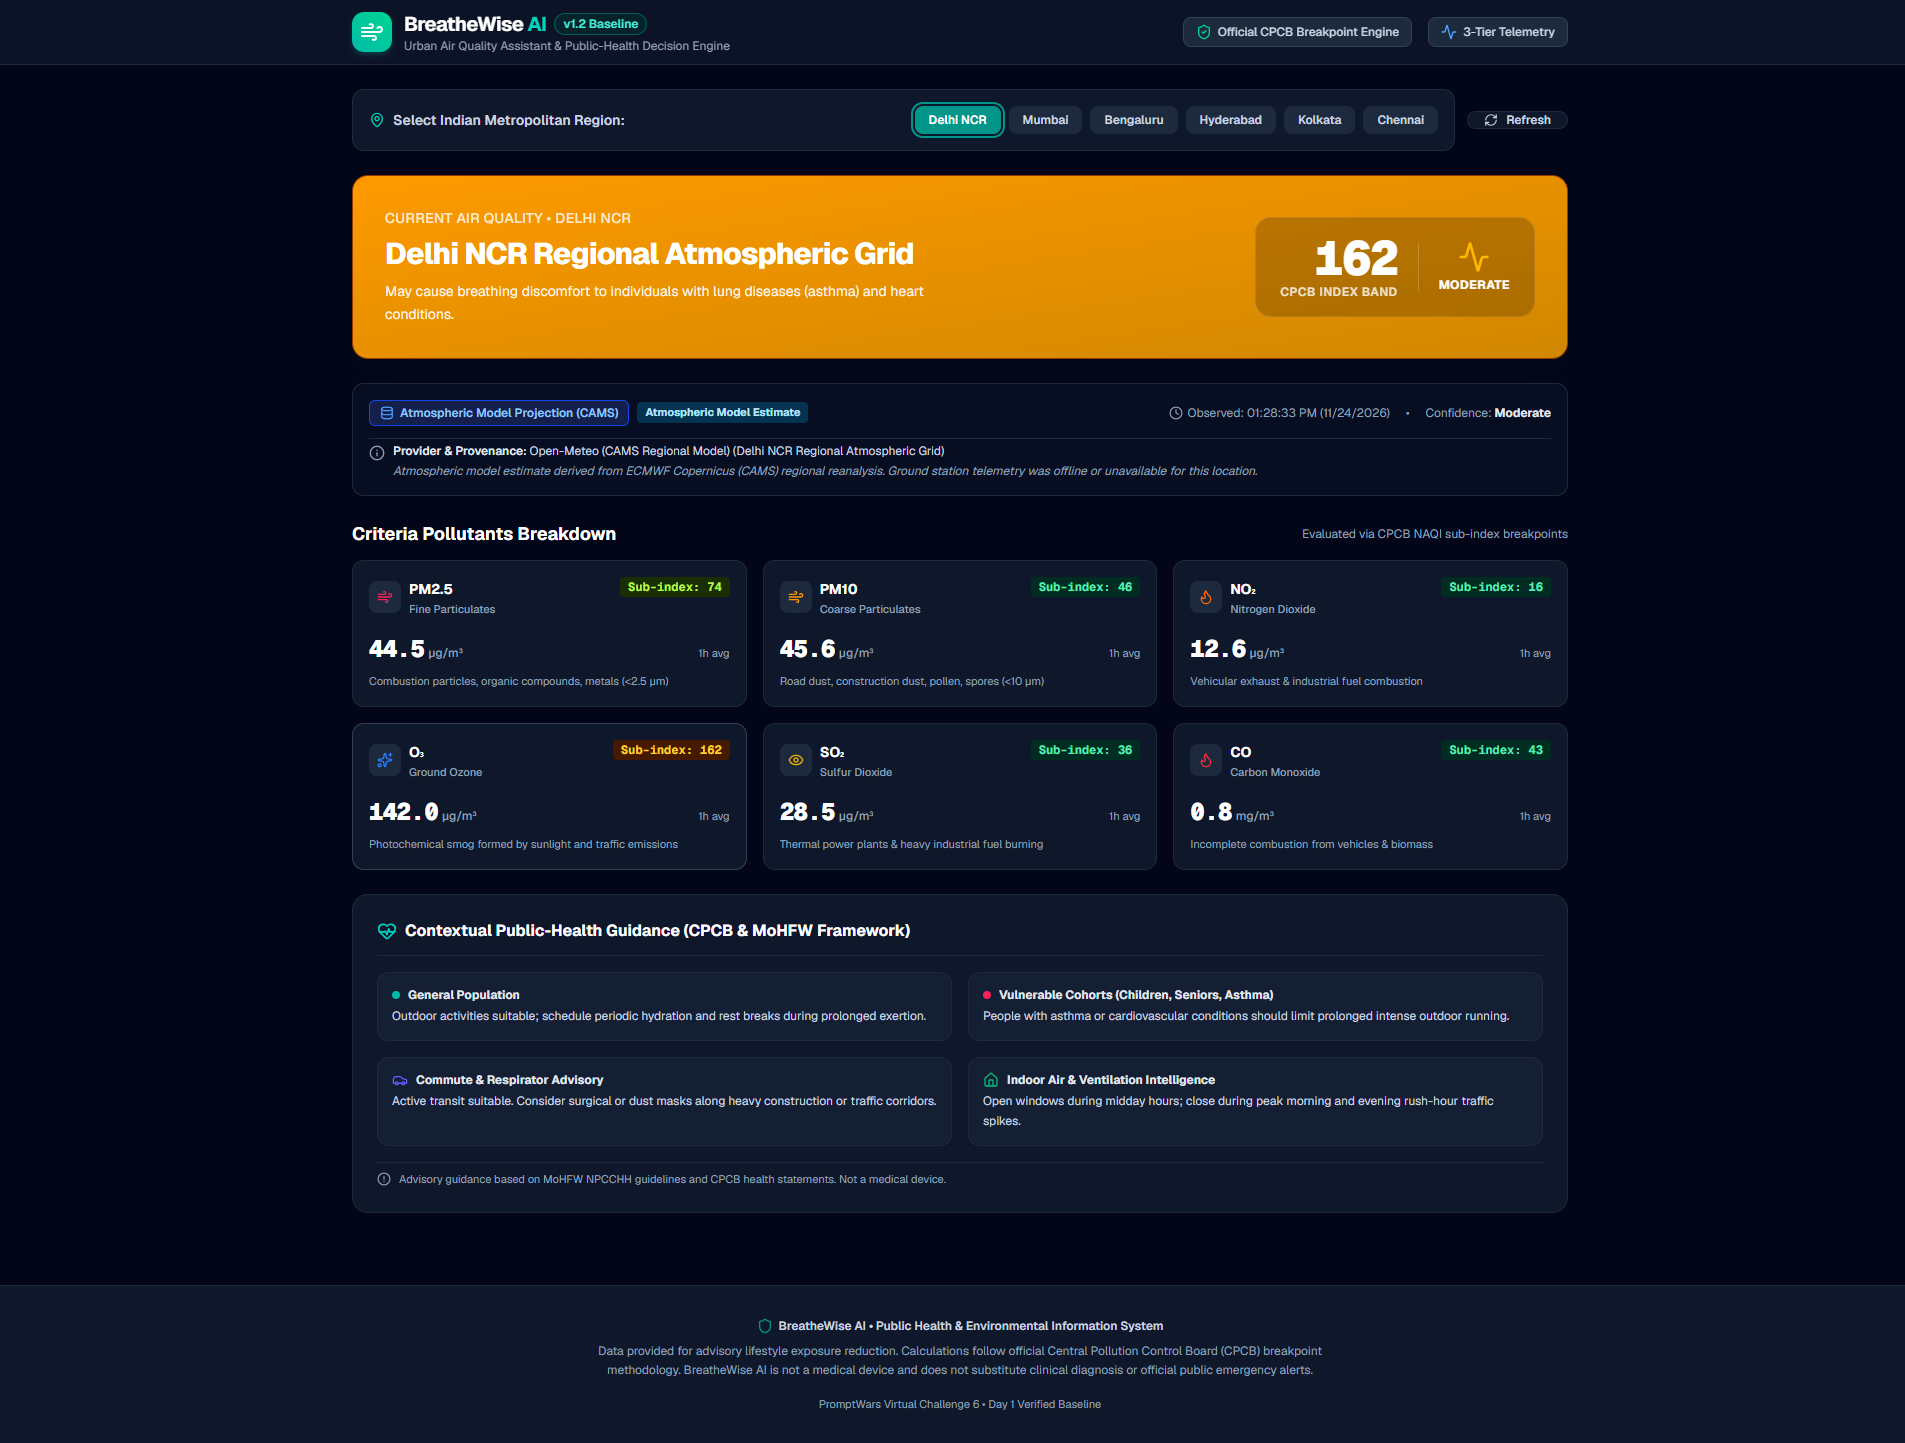 BreatheWise AI v1.2 Baseline
Urban Air Quality Assistant & Public-Health Decision Engine
Official CPCB Breakpoint Engine
3-Tier Telemetry
Select Indian Metropolitan Region:
Delhi NCR
Mumbai
Bengaluru
Hyderabad
Kolkata
Chennai
Refresh
CURRENT AIR QUALITY • DELHI NCR
Delhi NCR Regional Atmospheric Grid
May cause breathing discomfort to individuals with lung diseases (asthma) and heart
conditions.
162
CPCB INDEX BAND
MODERATE
Atmospheric Model Projection (CAMS)
Atmospheric Model Estimate
Observed: 01:28:33 PM (11/24/2026) • Confidence: Moderate
Provider & Provenance: Open-Meteo (CAMS Regional Model) (Delhi NCR Regional Atmospheric Grid)
Atmospheric model estimate derived from ECMWF Copernicus (CAMS) regional reanalysis. Ground station telemetry was offline or unavailable for this location.
Criteria Pollutants Breakdown
Evaluated via CPCB NAQI sub-index breakpoints
PM2.5
Sub-index: 74
Fine Particulates
44.5 µg/m³
1h avg
Combustion particles, organic compounds, metals (<2.5 µm)
PM10
Sub-index: 46
Coarse Particulates
45.6 µg/m³
1h avg
Road dust, construction dust, pollen, spores (<10 µm)
NO₂
Sub-index: 16
Nitrogen Dioxide
12.6 µg/m³
1h avg
Vehicular exhaust & industrial fuel combustion
O₃
Sub-index: 162
Ground Ozone
142.0 µg/m³
1h avg
Photochemical smog formed by sunlight and traffic emissions
SO₂
Sub-index: 36
Sulfur Dioxide
28.5 µg/m³
1h avg
Thermal power plants & heavy industrial fuel burning
CO
Sub-index: 43
Carbon Monoxide
0.8 mg/m³
1h avg
Incomplete combustion from vehicles & biomass
Contextual Public-Health Guidance (CPCB & MoHFW Framework)
General Population
Outdoor activities suitable; schedule periodic hydration and rest breaks during prolonged exertion.
Vulnerable Cohorts (Children, Seniors, Asthma)
People with asthma or cardiovascular conditions should limit prolonged intense outdoor running.
Commute & Respirator Advisory
Active transit suitable. Consider surgical or dust masks along heavy construction or traffic corridors.
Indoor Air & Ventilation Intelligence
Open windows during midday hours; close during peak morning and evening rush-hour traffic
spikes.
Advisory guidance based on MoHFW NPCCHH guidelines and CPCB health statements. Not a medical device.
BreatheWise AI • Public Health & Environmental Information System
Data provided for advisory lifestyle exposure reduction. Calculations follow official Central Pollution Control Board (CPCB) breakpoint
methodology. BreatheWise AI is not a medical device and does not substitute clinical diagnosis or official public emergency alerts.
PromptWars Virtual Challenge 6 • Day 1 Verified Baseline